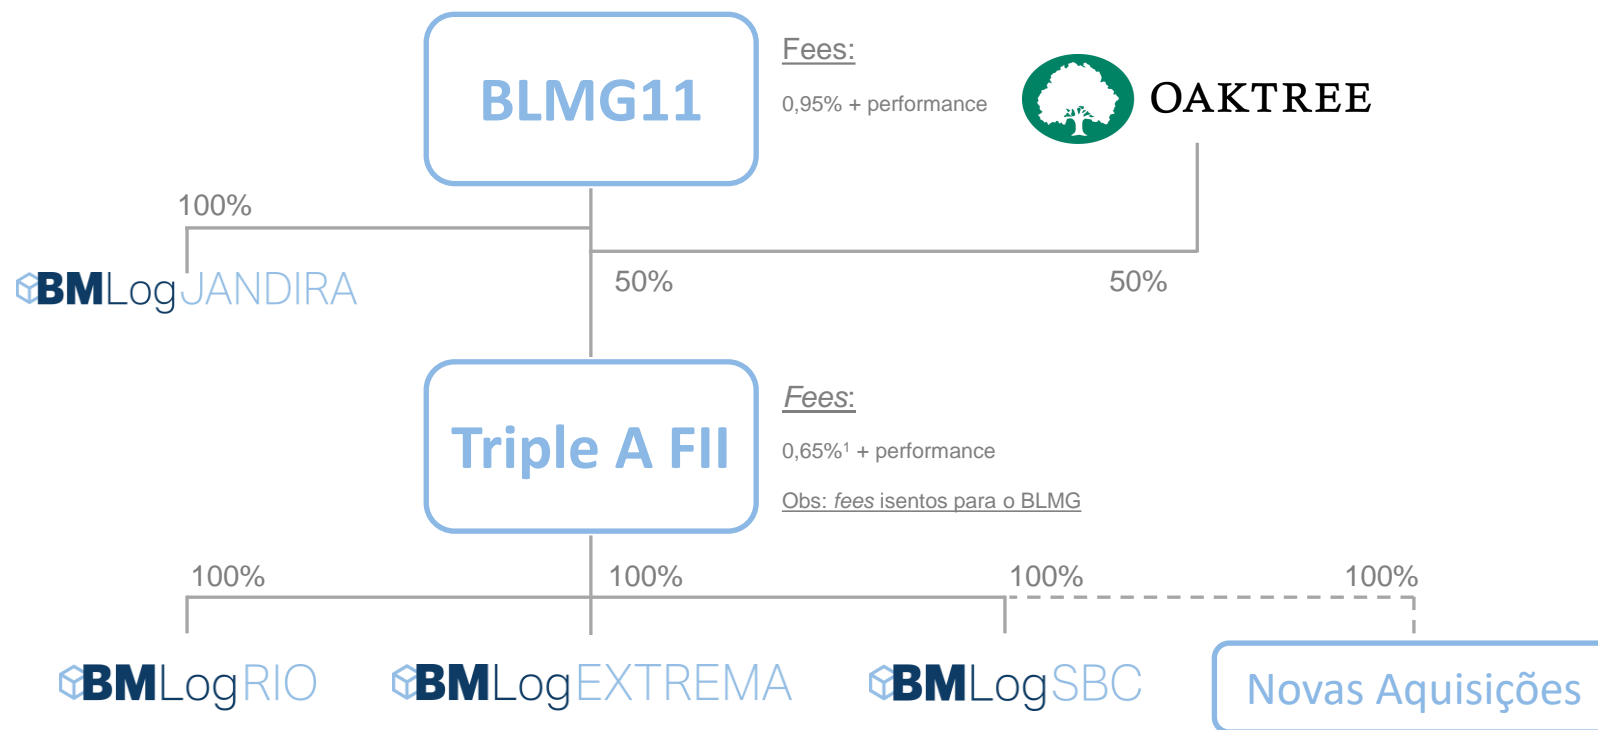 BLMG11
Fees:
0,95% + performance
OAKTREE
100%
BMLogJANDIRA
50%
50%
Triple A FII
Fees:
0,65%¹ + performance
Obs: fees isentos para o BLMG
100%
100%
100%
100%
BMLogRIO
BMLogEXTREMA
BMLogSBC
Novas Aquisições